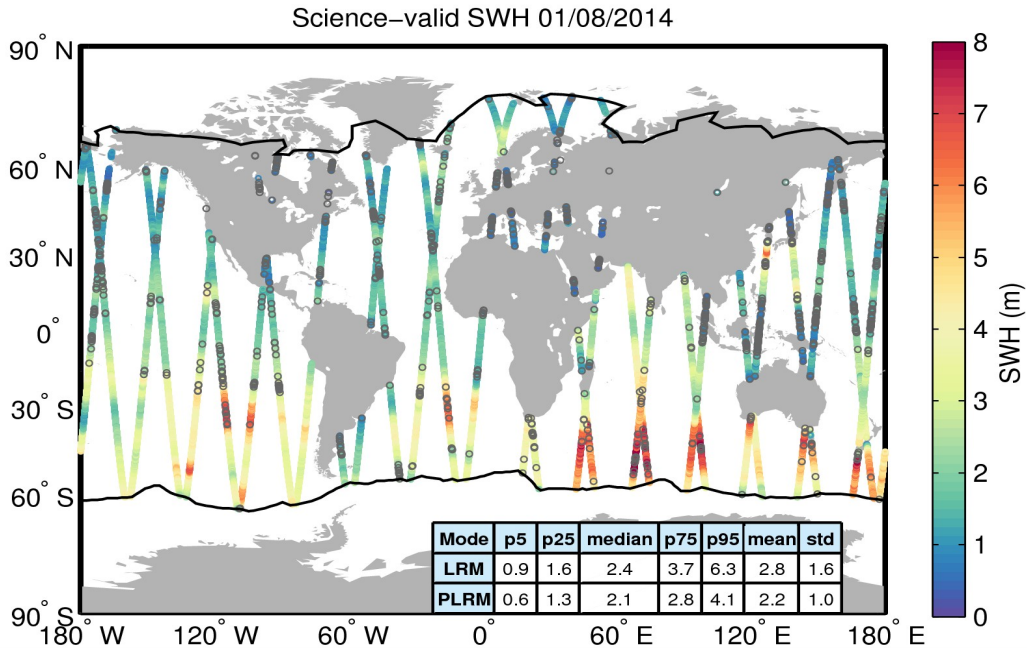 Science−valid SWH 01/08/2014
90° N
60° N
30° N
0°
30° S
60° S
90° S
180° W
120° W
60° W
0°
60° E
120° E
180° E
8
7
6
5
4
3
2
1
0
SWH (m)
Mode p5 p25 median p75 p95 mean std
LRM 0.9 1.6 2.4 3.7 6.3 2.8 1.6
PLRM 0.6 1.3 2.1 2.8 4.1 2.2 1.0